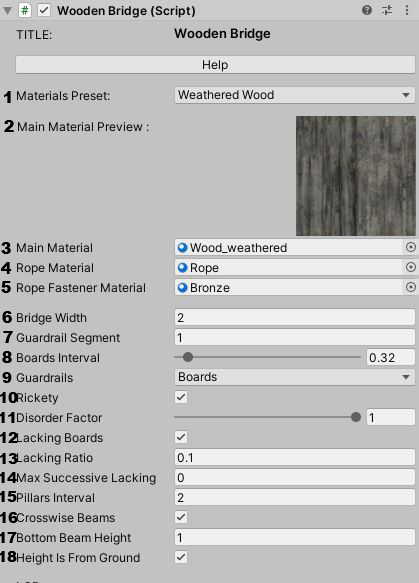 # Wooden Bridge (Script)
TITLE: Wooden Bridge
Help
1 Materials Preset: Weathered Wood
2 Main Material Preview :
3 Main Material Wood_weathered
4 Rope Material Rope
5 Rope Fastener Material Bronze
6 Bridge Width 2
7 Guardrail Segment 1
8 Boards Interval 0.32
9 Guardrails Boards
10 Rickety
11 Disorder Factor 1
12 Lacking Boards
13 Lacking Ratio 0.1
14 Max Successive Lacking 0
15 Pillars Interval 2
16 Crosswise Beams
17 Bottom Beam Height 1
18 Height Is From Ground